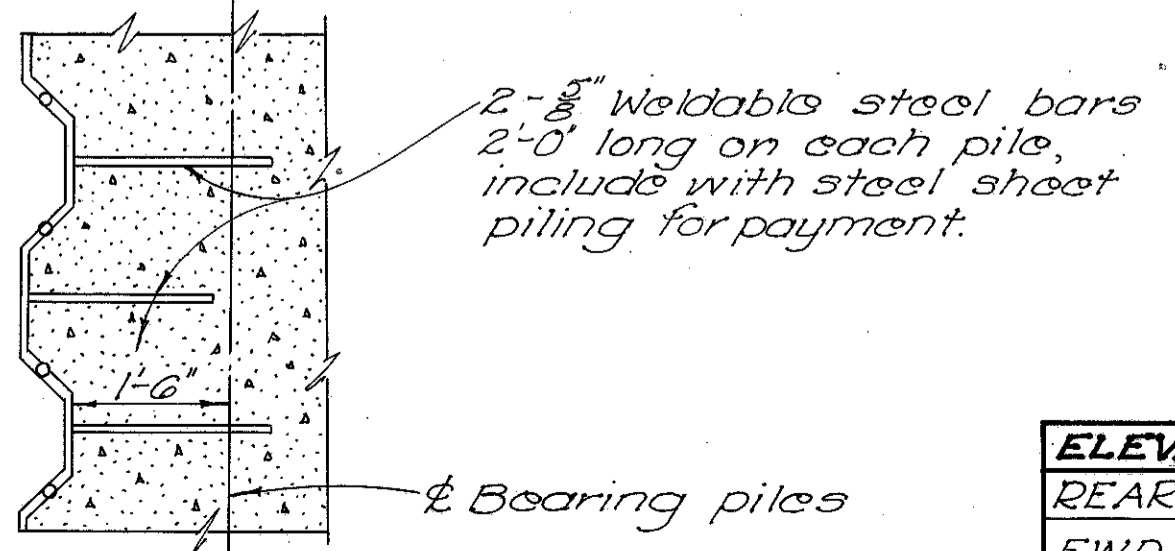 2-5/8" Weldable steel bars
2'-0" long on each pile,
include with steel sheet
piling for payment.
1'-6"
℄ Bearing piles
ELEV
REAR
FWD